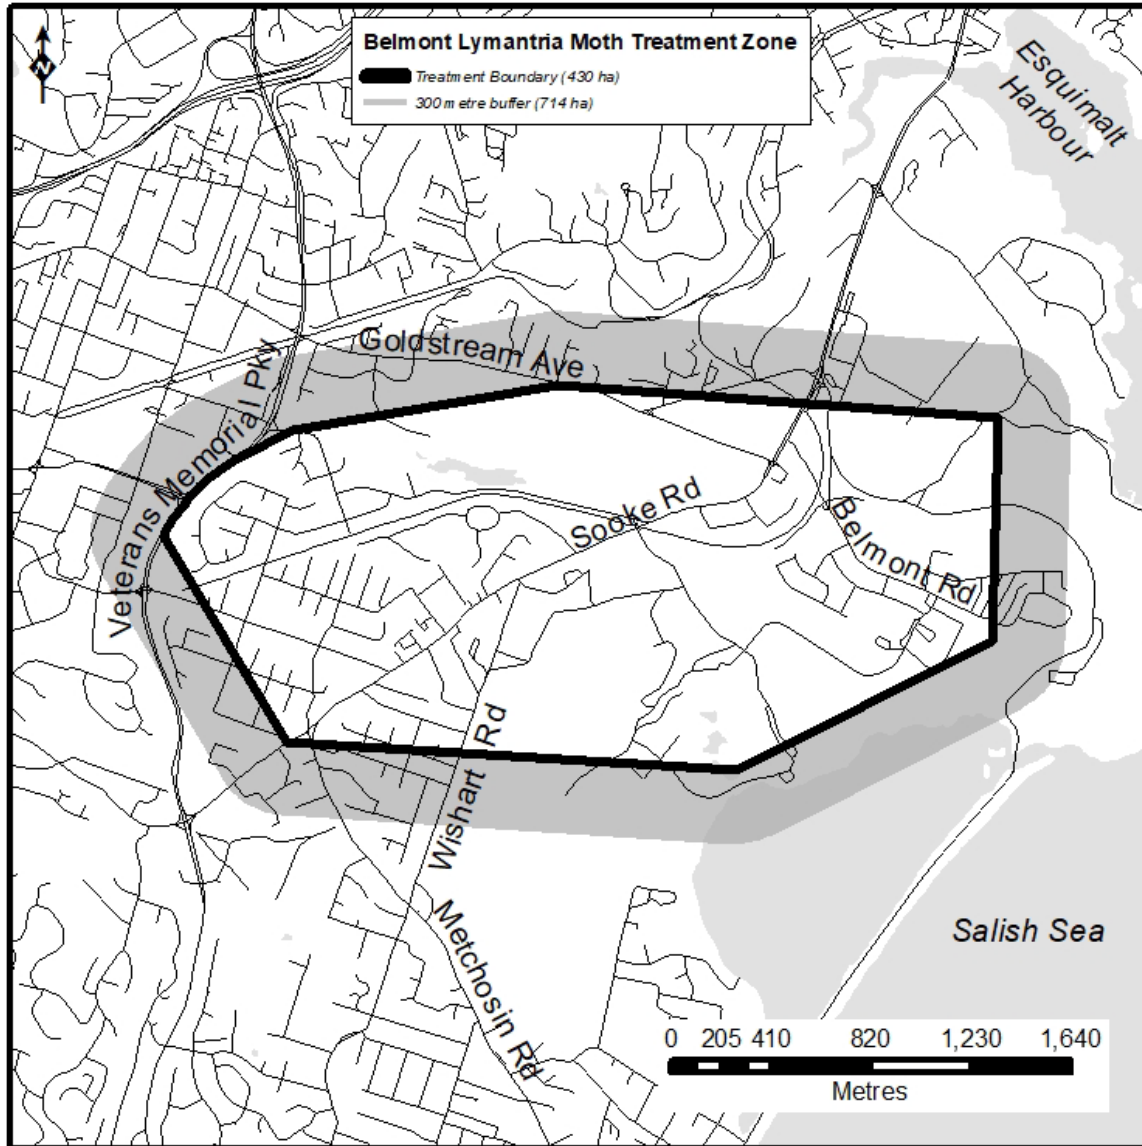 N
Belmont Lymantria Moth Treatment Zone
Treatment Boundary (430 ha)
300 metre buffer (714 ha)
Esquimalt
Harbour
Goldstream Ave
Veterans Memorial Pky
Sooke Rd
Belmont Rd
Wishart Rd
Metchosin Rd
Salish Sea
0 205 410 820 1,230 1,640
Metres